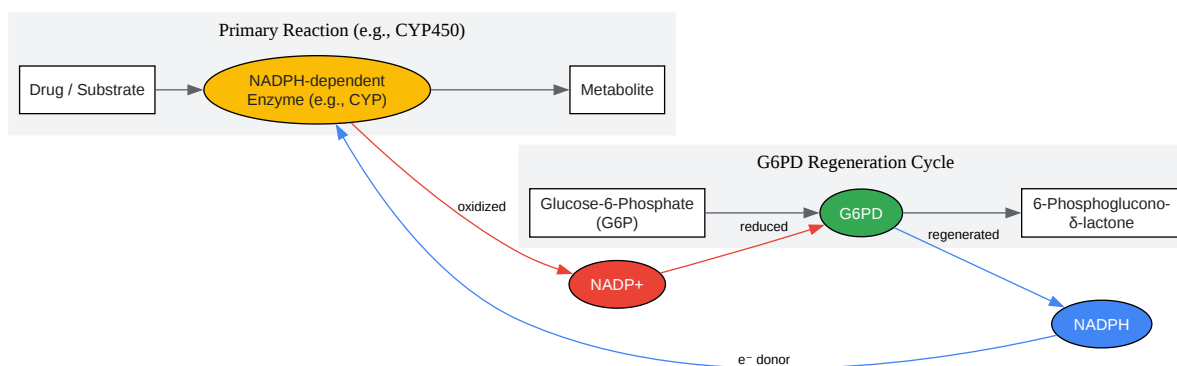 Primary Reaction (e.g., CYP450)
Drug / Substrate
NADPH-dependent
Enzyme (e.g., CYP)
Metabolite
G6PD Regeneration Cycle
oxidized
Glucose-6-Phosphate
(G6P)
G6PD
6-Phosphoglucono-
δ-lactone
reduced
regenerated
NADP+
NADPH
e⁻ donor